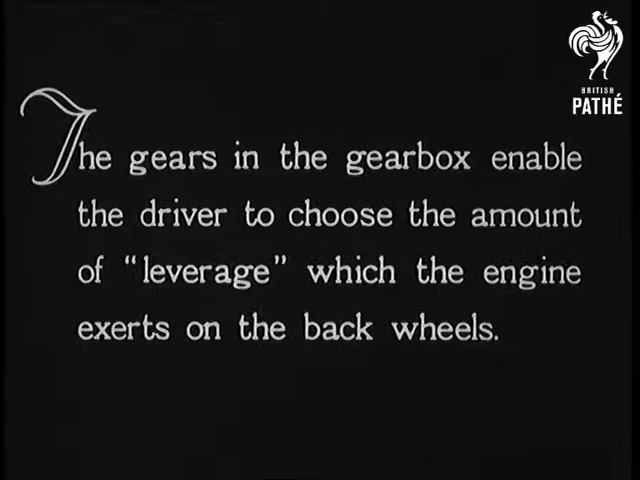 BRITISH
PATHÉ
The gears in the gearbox enable
the driver to choose the amount
of "leverage" which the engine
exerts on the back wheels.